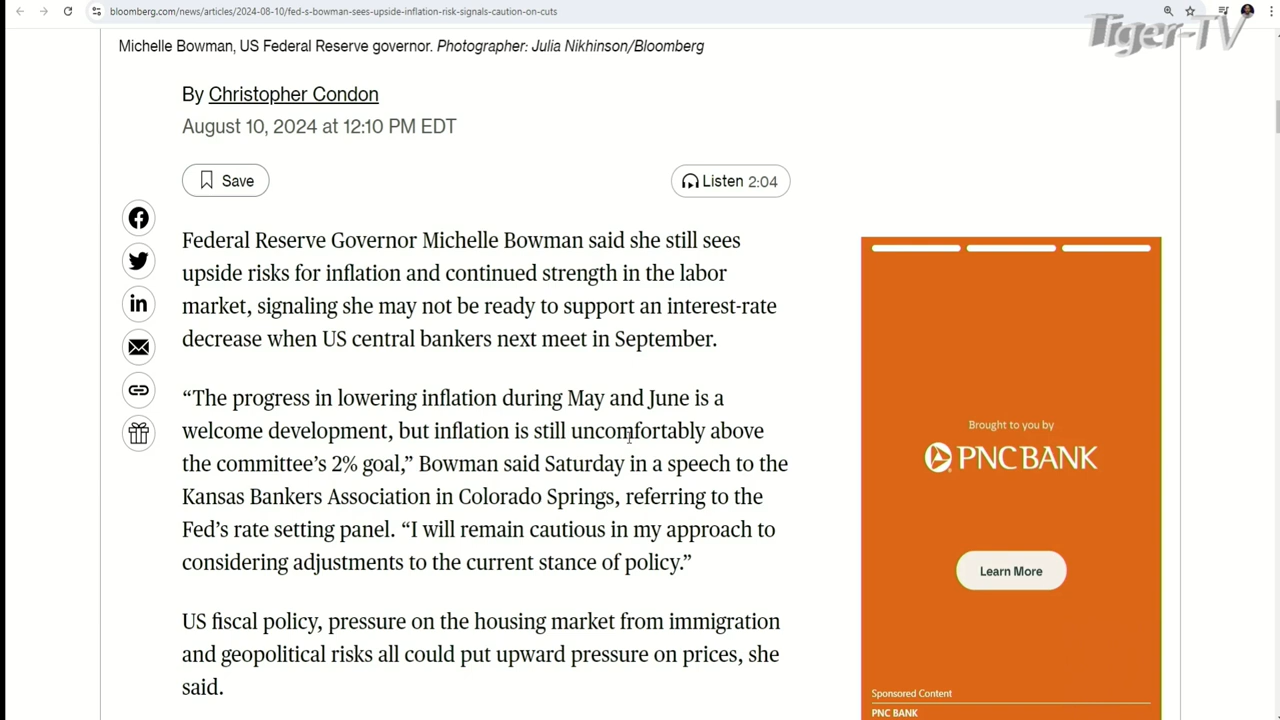 bloomberg.com/news/articles/2024-08-10/fed-s-bowman-sees-upside-inflation-risk-signals-caution-on-cuts
Tiger-TV
Michelle Bowman, US Federal Reserve governor. Photographer: Julia Nikhinson/Bloomberg
By Christopher Condon
August 10, 2024 at 12:10 PM EDT
Save
Listen 2:04
Federal Reserve Governor Michelle Bowman said she still sees
upside risks for inflation and continued strength in the labor
market, signaling she may not be ready to support an interest-rate
decrease when US central bankers next meet in September.
“The progress in lowering inflation during May and June is a
welcome development, but inflation is still uncomfortably above
the committee’s 2% goal,” Bowman said Saturday in a speech to the
Kansas Bankers Association in Colorado Springs, referring to the
Fed’s rate setting panel. “I will remain cautious in my approach to
considering adjustments to the current stance of policy.”
US fiscal policy, pressure on the housing market from immigration
and geopolitical risks all could put upward pressure on prices, she
said.
Brought to you by
PNC BANK
Learn More
Sponsored Content
PNC BANK